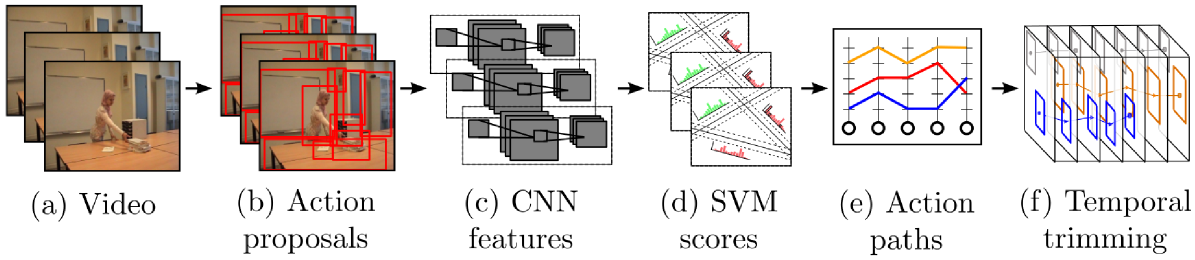 (a) Video
(b) Action
proposals
(c) CNN
features
(d) SVM
scores
(e) Action
paths
(f) Temporal
trimming